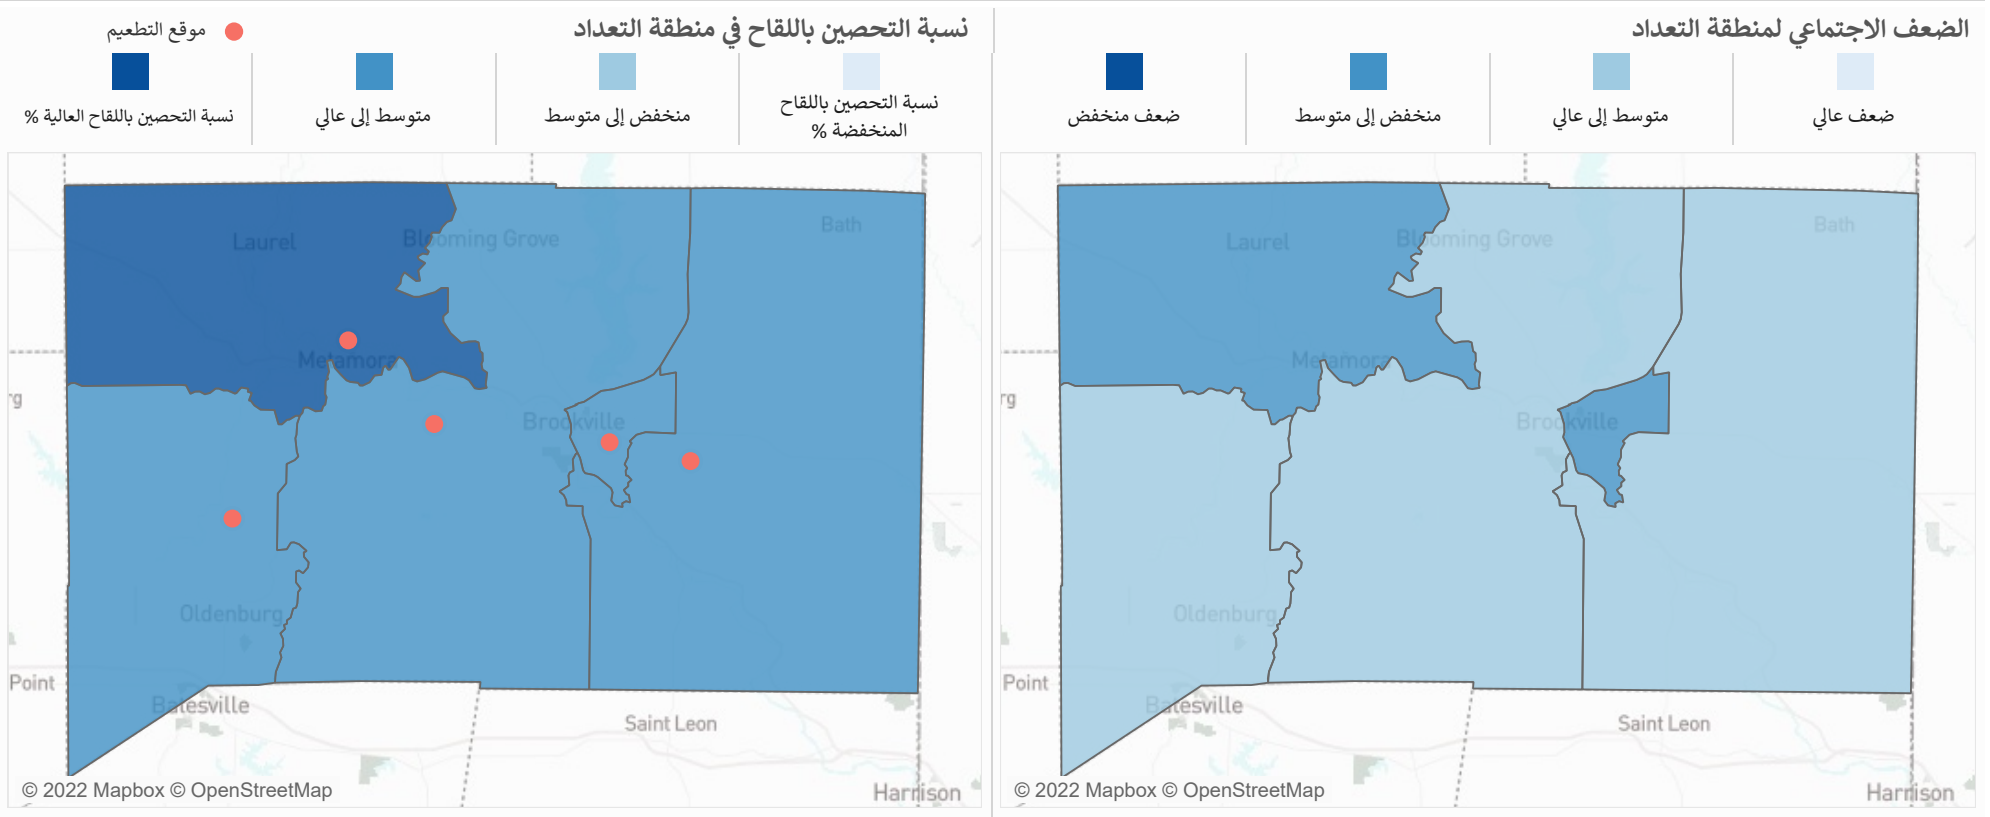 الضعف الاجتماعي لمنطقة التعداد
ضعف عالي
متوسط إلى عالي
منخفض إلى متوسط
ضعف منخفض
نسبة التحصين باللقاح في منطقة التعداد
موقع التطعيم
نسبة التحصين باللقاح
المنخفضة %
منخفض إلى متوسط
متوسط إلى عالي
نسبة التحصين باللقاح العالية %
Bath
Laurel
Blooming Grove
Metamora
Brookville
rg
Oldenburg
Point
Batesville
Saint Leon
© 2022 Mapbox © OpenStreetMap
Harrison
Bath
Laurel
Blooming Grove
Metamora
Brookville
rg
Oldenburg
Point
Batesville
Saint Leon
© 2022 Mapbox © OpenStreetMap
Harrison